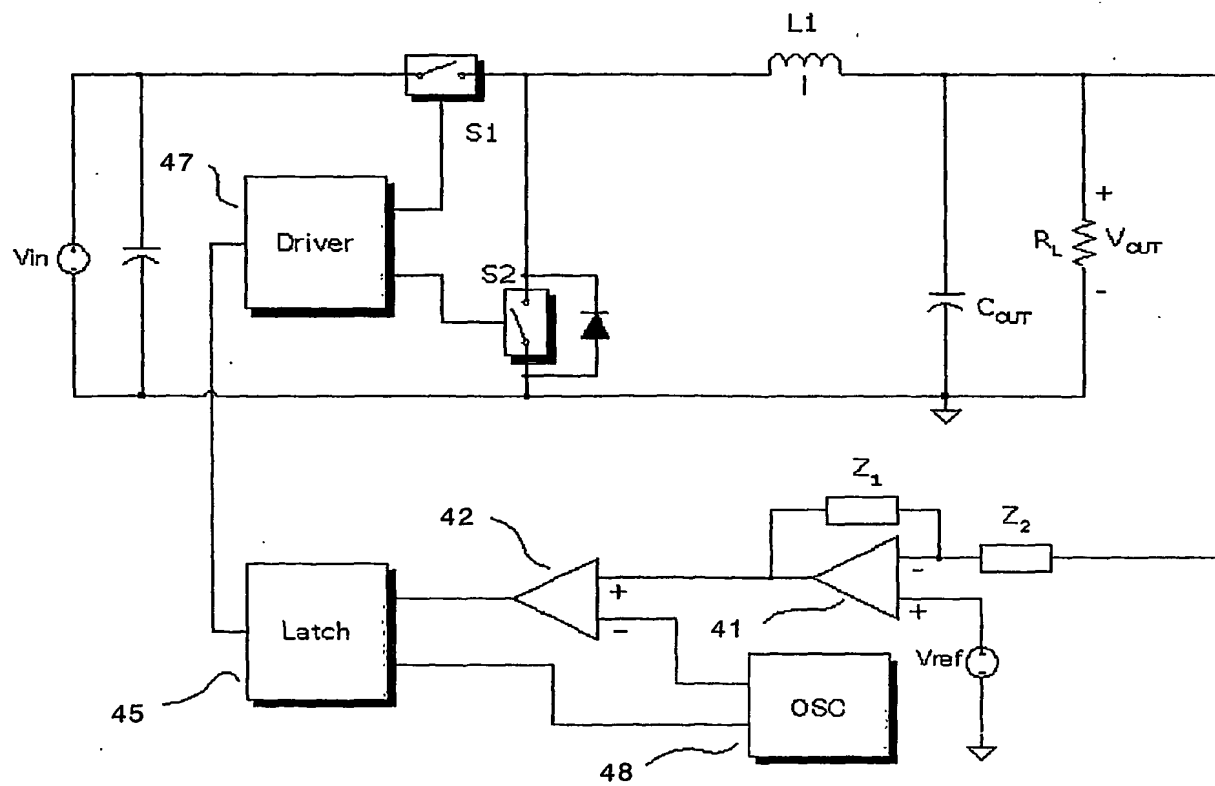 L1
S1
47
+
Driver
Vin
R_L
V_OUT
S2
-
C_OUT
Z_1
42
Z_2
-
+
41
+
Latch
-
Vref
OSC
45
48